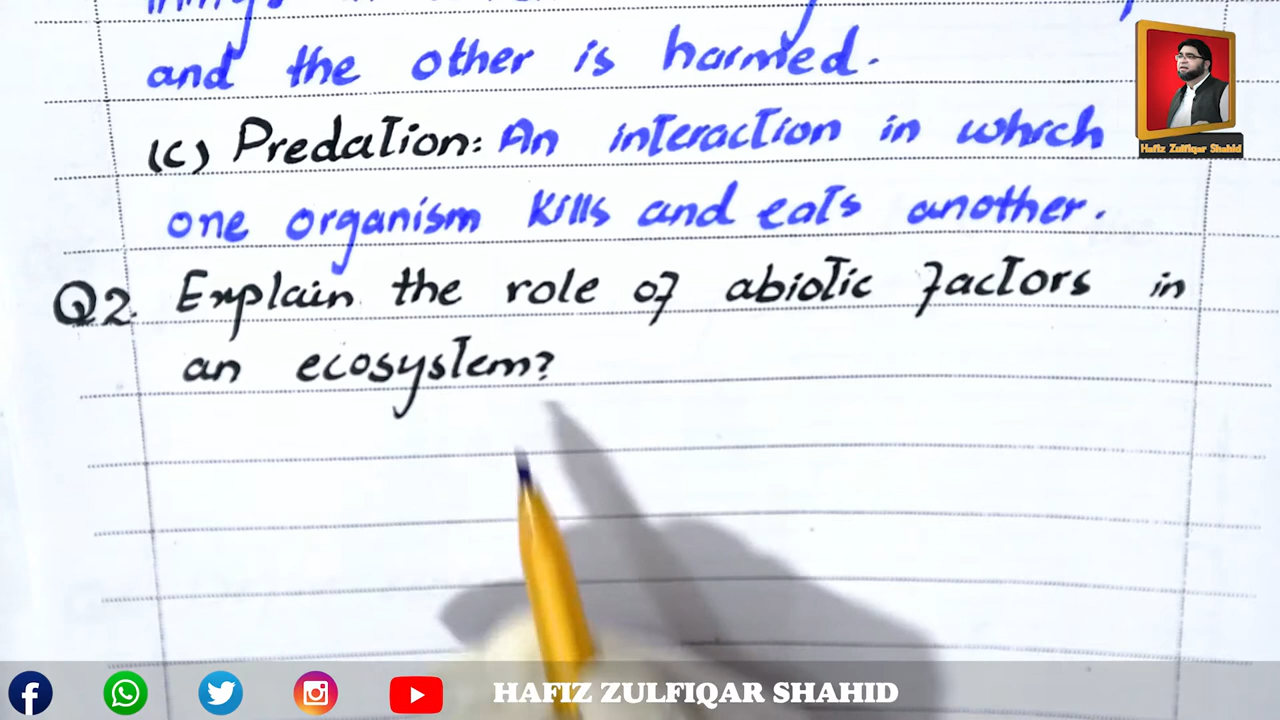 and the other is harmed.
(C) Predation: An interaction in which
one organism kills and eats another.
Q2. Explain the role of abiotic factors in
an ecosystem?
Hafiz Zulfiqar Shahid
HAFIZ ZULFIQAR SHAHID